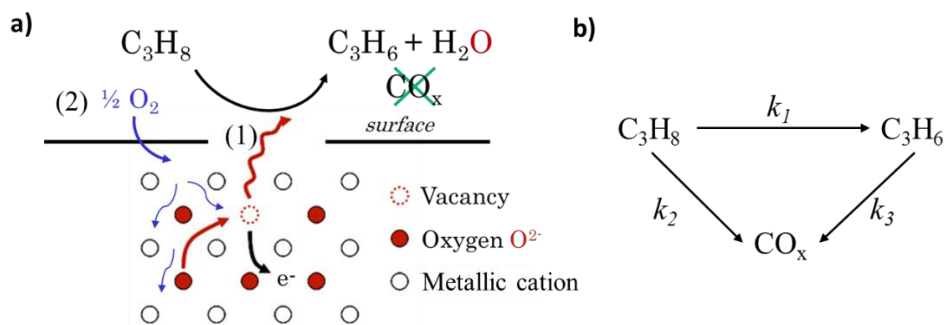 a)
C₃H₈
C₃H₆ + H₂O
COₓ
(2) ½ O₂
(1)
surface
Vacancy
Oxygen O²⁻
Metallic cation
e⁻
b)
k₁
C₃H₈
C₃H₆
k₂
k₃
COₓ